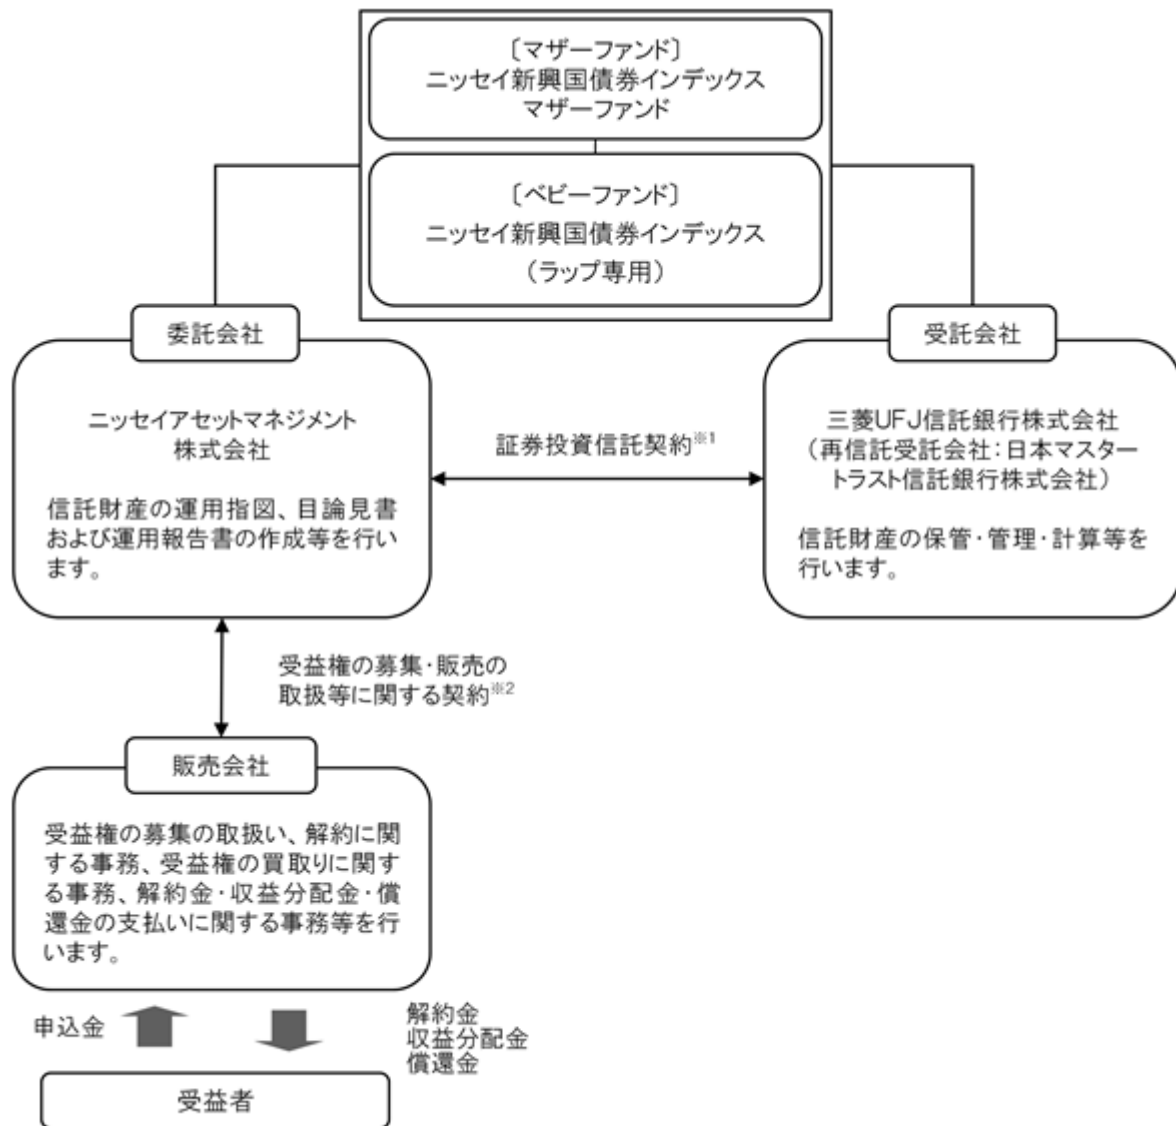 〔マザーファンド〕
ニッセイ新興国債券インデックス
マザーファンド
〔ベビーファンド〕
ニッセイ新興国債券インデックス
（ラップ専用）
委託会社
ニッセイアセットマネジメント
株式会社
信託財産の運用指図、目論見書
および運用報告書の作成等を行い
ます。
証券投資信託契約※1
受託会社
三菱UFJ信託銀行株式会社
（再信託受託会社：日本マスター
トラスト信託銀行株式会社）
信託財産の保管・管理・計算等を
行います。
受益権の募集・販売の
取扱等に関する契約※2
販売会社
受益権の募集の取扱い、解約に関
する事務、受益権の買取りに関す
る事務、解約金・収益分配金・償
還金の支払いに関する事務等を行
います。
申込金
解約金
収益分配金
償還金
受益者